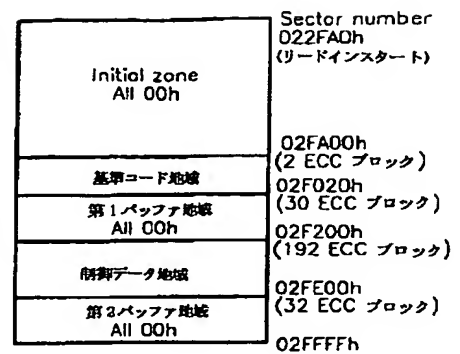 Sector number
022FA0h
(リードインスタート)
Initial zone
All 00h
02FA00h
(2 ECC ブロック)
基準コード地域
02F020h
(30 ECC ブロック)
第1バッファ地域
All 00h
02F200h
(192 ECC ブロック)
制御データ地域
02FE00h
(32 ECC ブロック)
第2バッファ地域
All 00h
02FFFFh